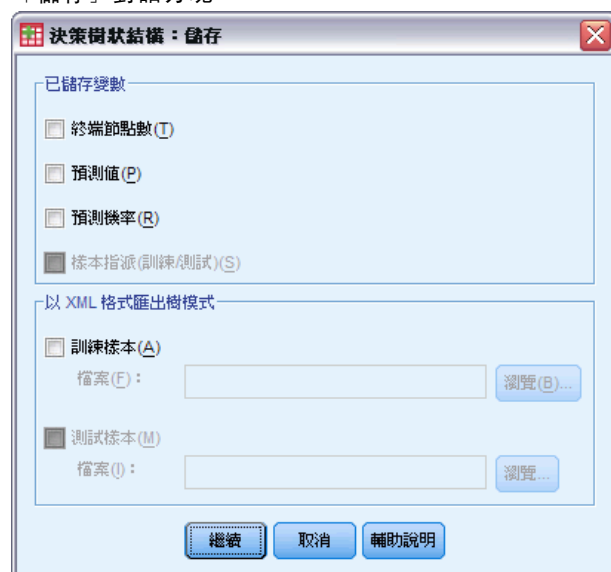 決策樹狀結構：儲存
已儲存變數
終端節點數(T)
預測值(P)
預測機率(R)
樣本指派(訓練/測試)(S)
以 XML 格式匯出樹模式
訓練樣本(A)
檔案(F)：
瀏覽(B)...
測試樣本(M)
檔案(I)：
瀏覽...
繼續 取消 輔助說明